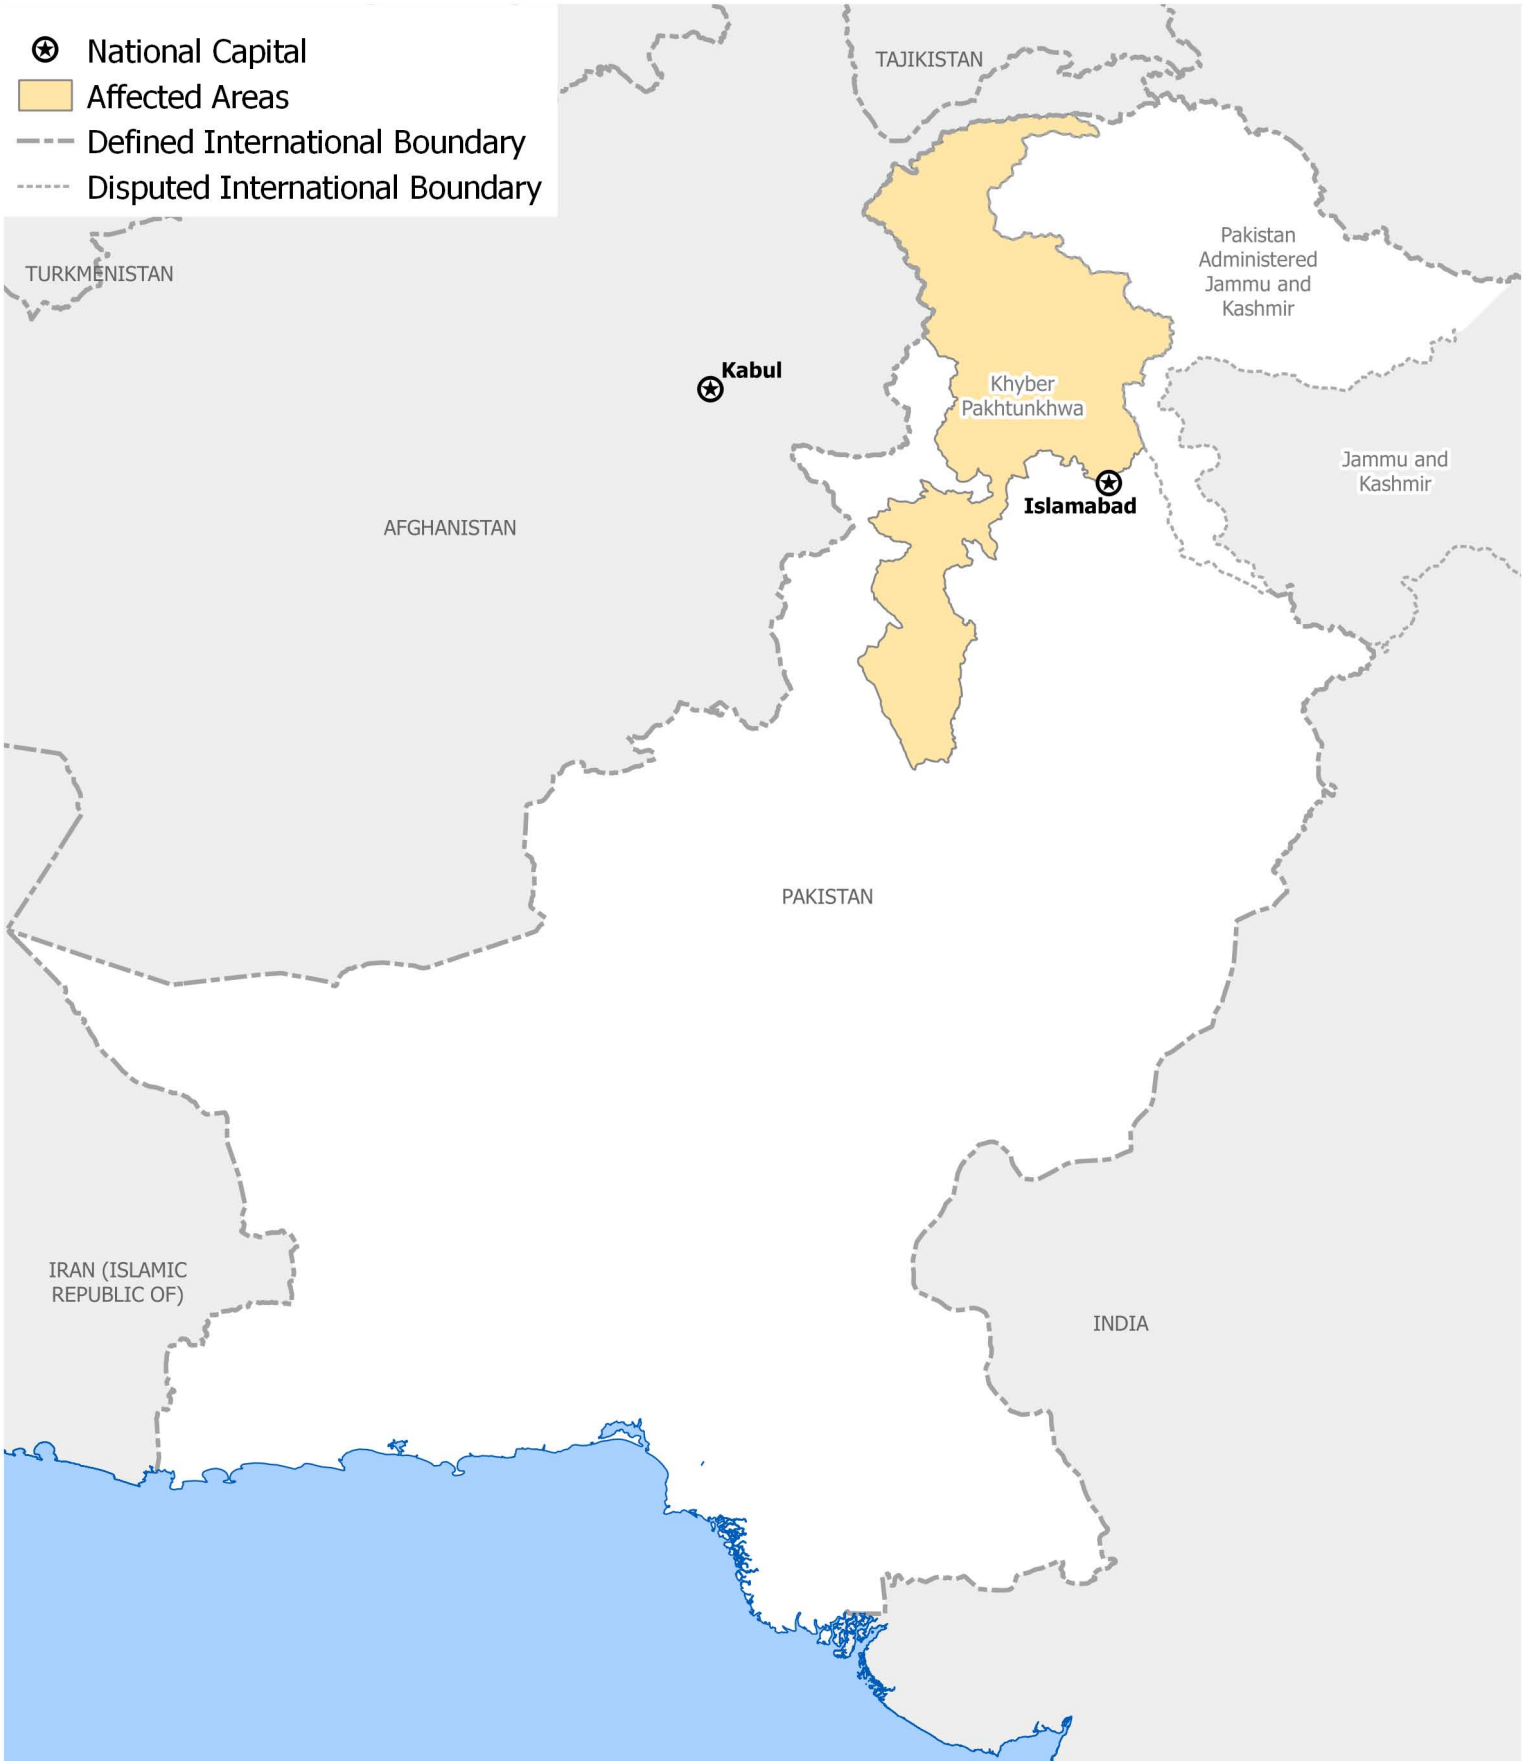 National Capital
Affected Areas
Defined International Boundary
Disputed International Boundary
TAJIKISTAN
TURKMENISTAN
Pakistan
Administered
Jammu and
Kashmir
Kabul
Khyber
Pakhtunkhwa
Jammu and
Kashmir
Islamabad
AFGHANISTAN
PAKISTAN
IRAN (ISLAMIC
REPUBLIC OF)
INDIA